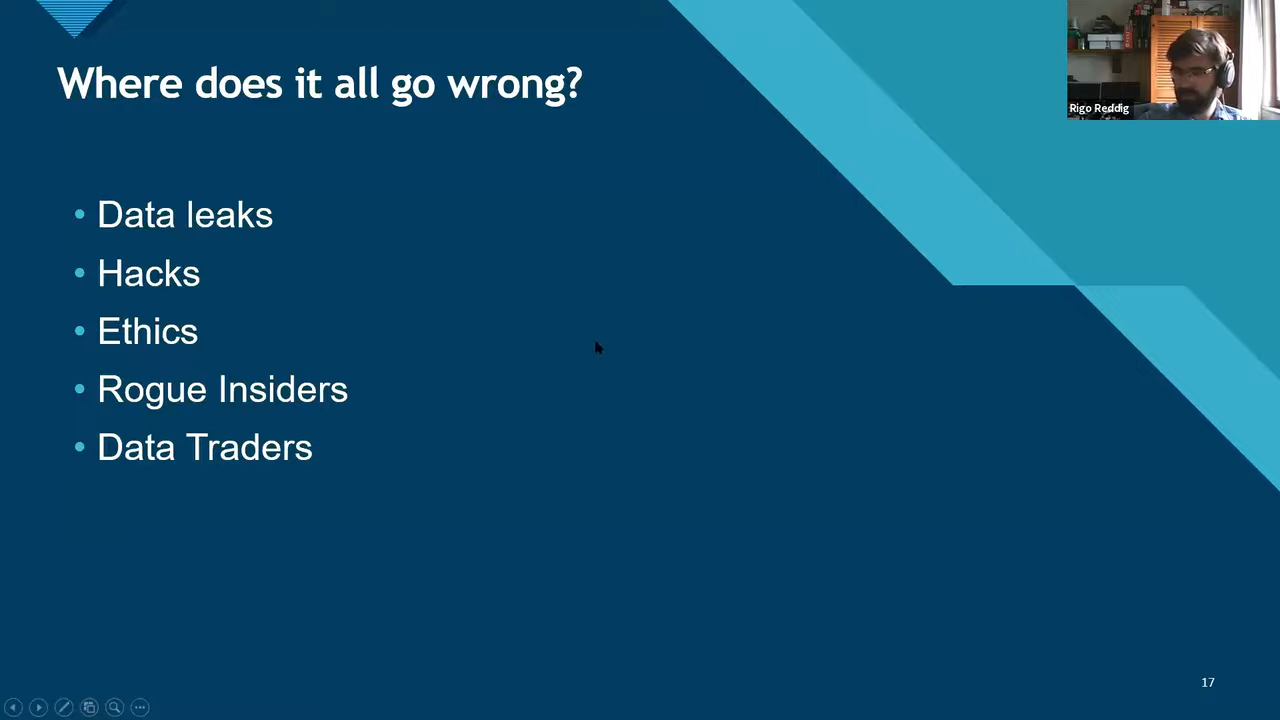 Where does it all go wrong?
Rigo Reddig
• Data leaks
• Hacks
• Ethics
• Rogue Insiders
• Data Traders
17